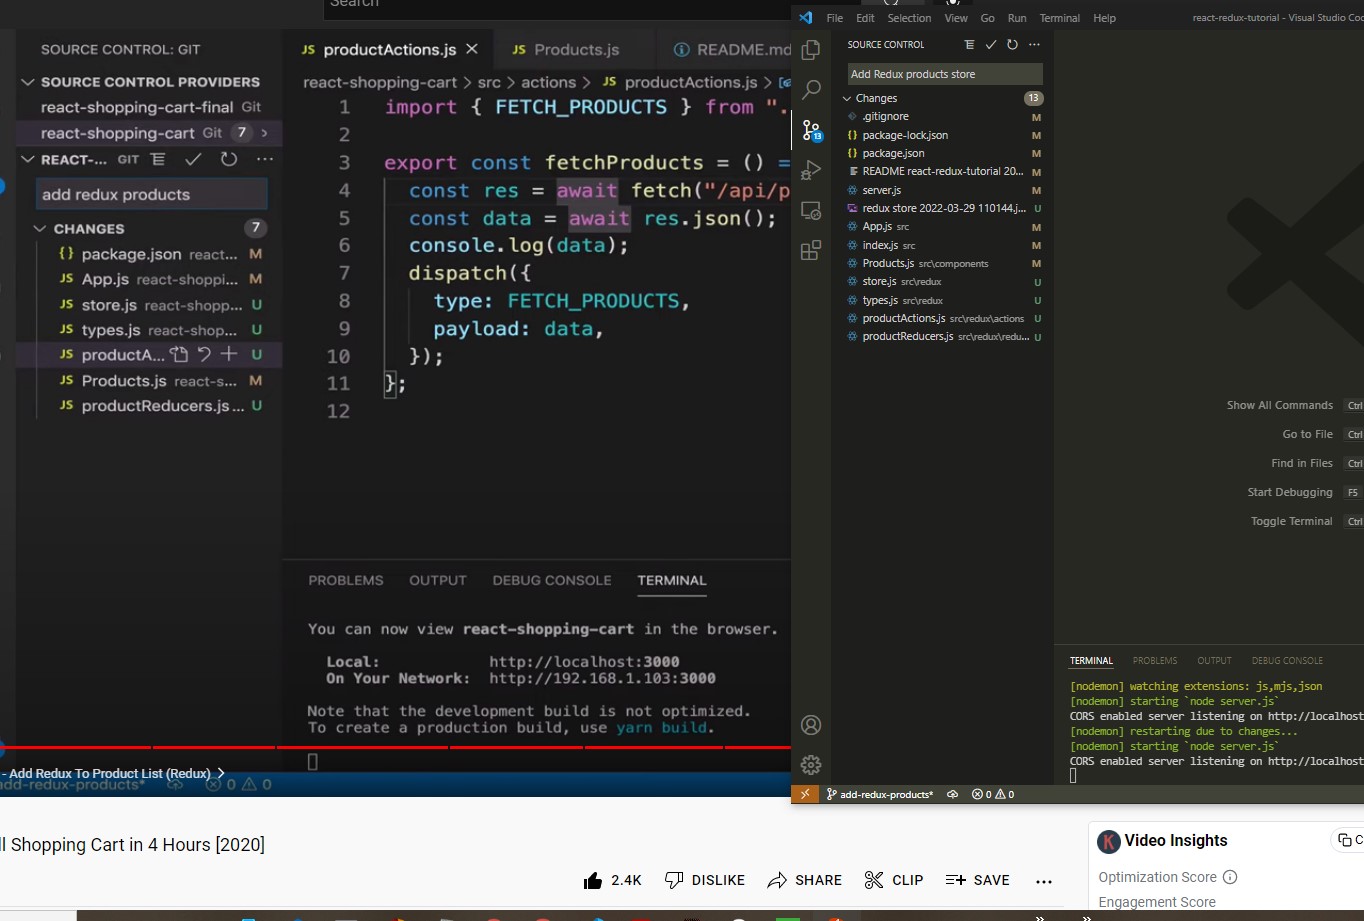 Search
SOURCE CONTROL: GIT
SOURCE CONTROL PROVIDERS
react-shopping-cart-final Git
react-shopping-cart Git 7
REACT-... GIT
add redux products
CHANGES 7
{} package.json react... M
JS App.js react-shoppi... M
JS store.js react-shopp... U
JS types.js react-shop... U
JS productA... U
JS Products.js react-s... M
JS productReducers.js ... U
JS productActions.js
JS Products.js
README.md
react-shopping-cart > src > actions > JS productActions.js >
1 import { FETCH_PRODUCTS } from "..
2
3 export const fetchProducts = () =
4 const res = await fetch("/api/p
5 const data = await res.json();
6 console.log(data);
7 dispatch({
8 type: FETCH_PRODUCTS,
9 payload: data,
10 });
11 };
12
PROBLEMS OUTPUT DEBUG CONSOLE TERMINAL
You can now view react-shopping-cart in the browser.
Local: http://localhost:3000
On Your Network: http://192.168.1.103:3000
Note that the development build is not optimized.
To create a production build, use yarn build.
- Add Redux To Product List (Redux) >
add-redux-products* 0 0
File Edit Selection View Go Run Terminal Help react-redux-tutorial - Visual Studio Co
SOURCE CONTROL
Add Redux products store
Changes 13
.gitignore M
{} package-lock.json M
{} package.json M
README react-redux-tutorial 20... M
server.js M
redux store 2022-03-29 110144.j... U
App.js src M
index.js src M
Products.js src\components M
store.js src\redux U
types.js src\redux U
productActions.js src\redux\actions U
productReducers.js src\redux\redu... U
13
Show All Commands Ctrl
Go to File Ctrl
Find in Files Ctrl
Start Debugging F5
Toggle Terminal Ctrl
TERMINAL PROBLEMS OUTPUT DEBUG CONSOLE
[nodemon] watching extensions: js,mjs,json
[nodemon] starting `node server.js`
CORS enabled server listening on http://localhost
[nodemon] restarting due to changes...
[nodemon] starting `node server.js`
CORS enabled server listening on http://localhost
add-redux-products* 0 0
ll Shopping Cart in 4 Hours [2020]
2.4K DISLIKE SHARE CLIP SAVE ...
K Video Insights C
Optimization Score
Engagement Score